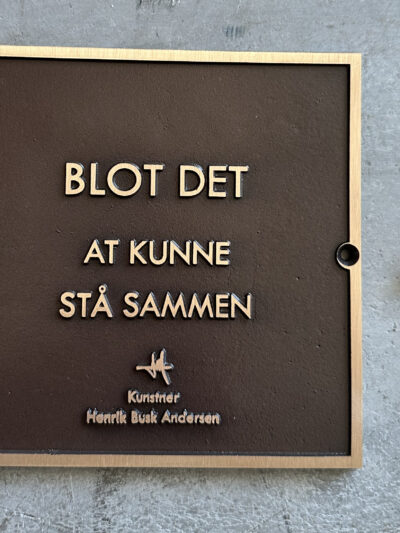 BLOT DET
AT KUNNE
STÅ SAMMEN
Kunstner
Henrik Busk Andersen